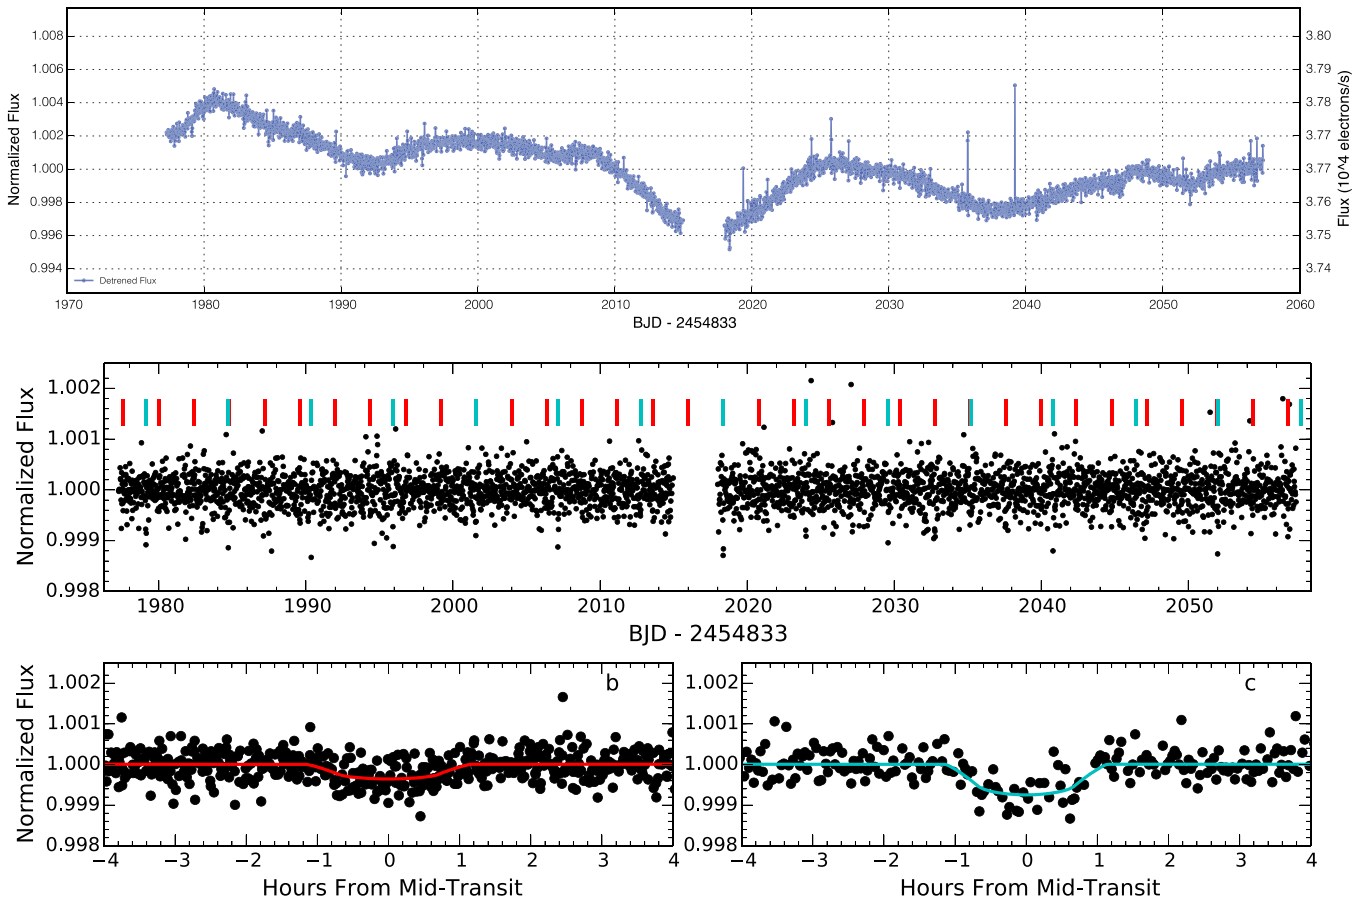 Normalized Flux
1.008
1.006
1.004
1.002
1.000
0.998
0.996
0.994
3.80
3.79
3.78
3.77
3.77
3.76
3.75
3.74
Flux (10^4 electrons/s)
Detrened Flux
1970 1980 1990 2000 2010 2020 2030 2040 2050 2060
BJD - 2454833
Normalized Flux
1.002
1.001
1.000
0.999
0.998
1980 1990 2000 2010 2020 2030 2040 2050
BJD - 2454833
Normalized Flux
1.002
1.001
1.000
0.999
0.998
b
−4 −3 −2 −1 0 1 2 3 4
Hours From Mid-Transit
1.002
1.001
1.000
0.999
0.998
c
−4 −3 −2 −1 0 1 2 3 4
Hours From Mid-Transit